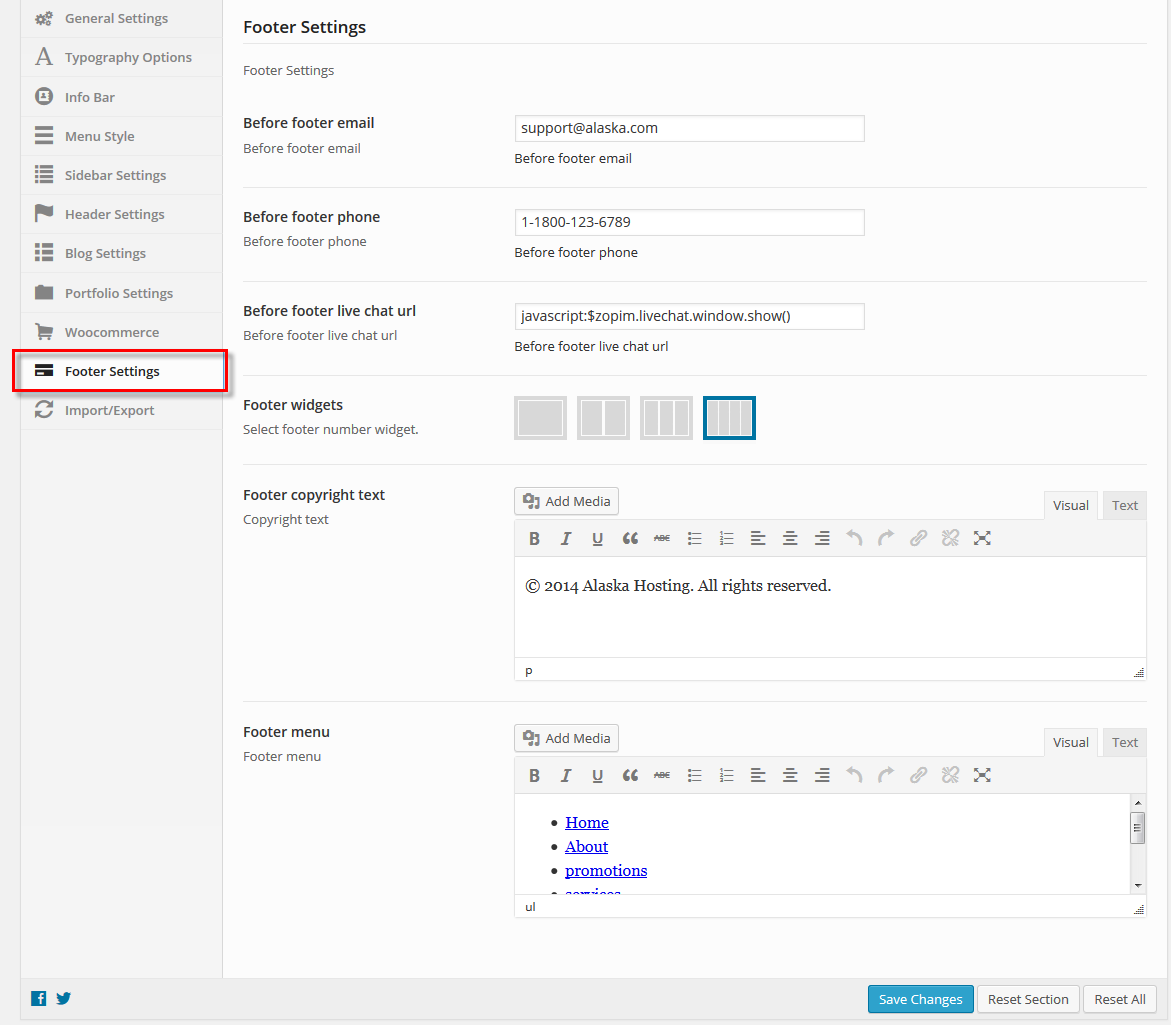 General Settings
Typography Options
Info Bar
Menu Style
Sidebar Settings
Header Settings
Blog Settings
Portfolio Settings
Woocommerce
Footer Settings
Import/Export
Footer Settings
Footer Settings
Before footer email
Before footer email
support@alaska.com
Before footer email
Before footer phone
Before footer phone
1-1800-123-6789
Before footer phone
Before footer live chat url
Before footer live chat url
javascript:$zopim.livechat.window.show()
Before footer live chat url
Footer widgets
Select footer number widget.
Footer copyright text
Copyright text
Add Media
Visual Text
B I U ABC
© 2014 Alaska Hosting. All rights reserved.
p
Footer menu
Footer menu
Add Media
Visual Text
B I U ABC
Home
About
promotions
services
ul
Save Changes Reset Section Reset All